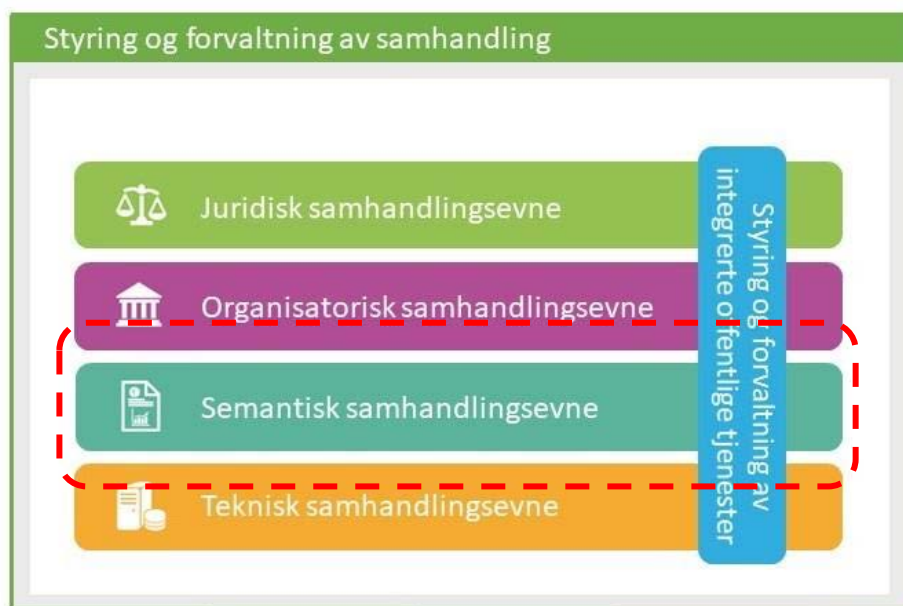 Styring og forvaltning av samhandling
Juridisk samhandlingsevne
Organisatorisk samhandlingsevne
Semantisk samhandlingsevne
Teknisk samhandlingsevne
Styring og forvaltning av
integrerte offentlige tjenester